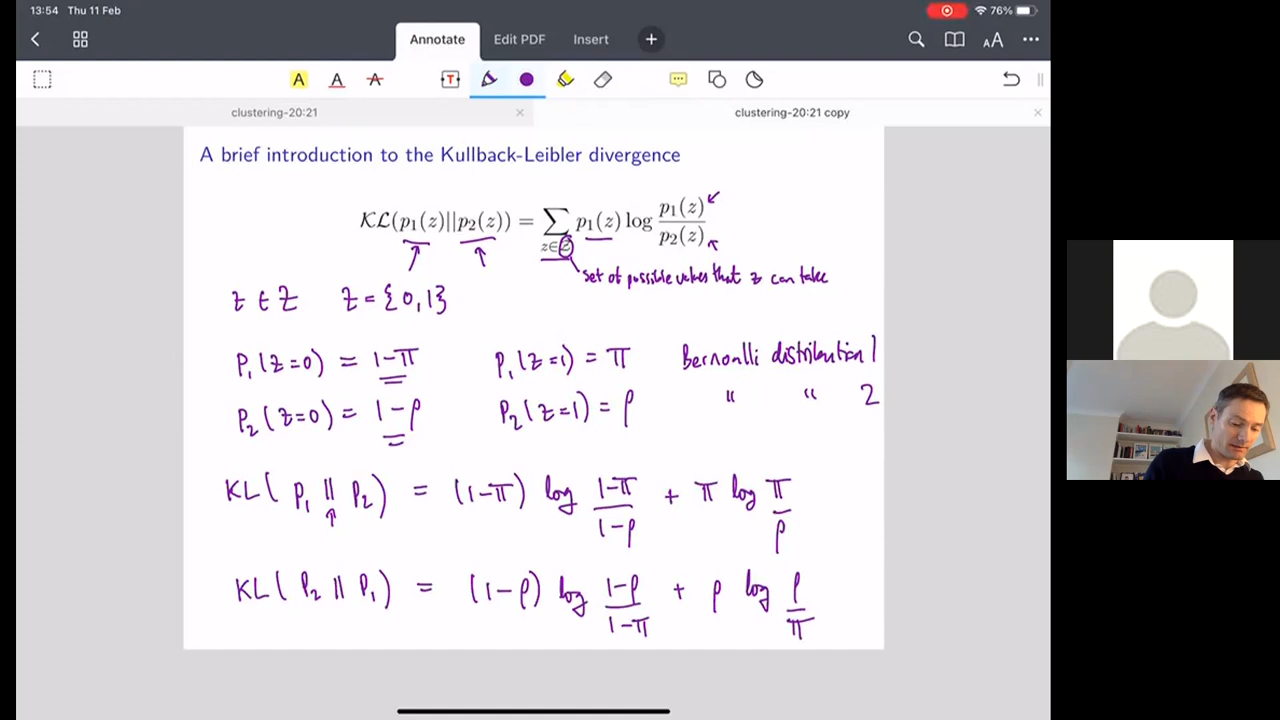 13:54 Thu 11 Feb 76%
Annotate Edit PDF Insert
A A A T
AA
clustering-20:21 clustering-20:21 copy
A brief introduction to the Kullback-Leibler divergence
𝒦ℒ(p₁(z)||p₂(z)) = ∑_{z∈Z} p₁(z) log p₁(z)/p₂(z)
set of possible values that z can take
z ∈ Z Z = {0,1}
P₁(z=0) = 1-π P₁(z=1) = π Bernoulli distribution 1
P₂(z=0) = 1-ρ P₂(z=1) = ρ " " 2
KL(P₁ || P₂) = (1-π) log (1-π)/(1-ρ) + π log π/ρ
KL(P₂ || P₁) = (1-ρ) log (1-ρ)/(1-π) + ρ log ρ/π